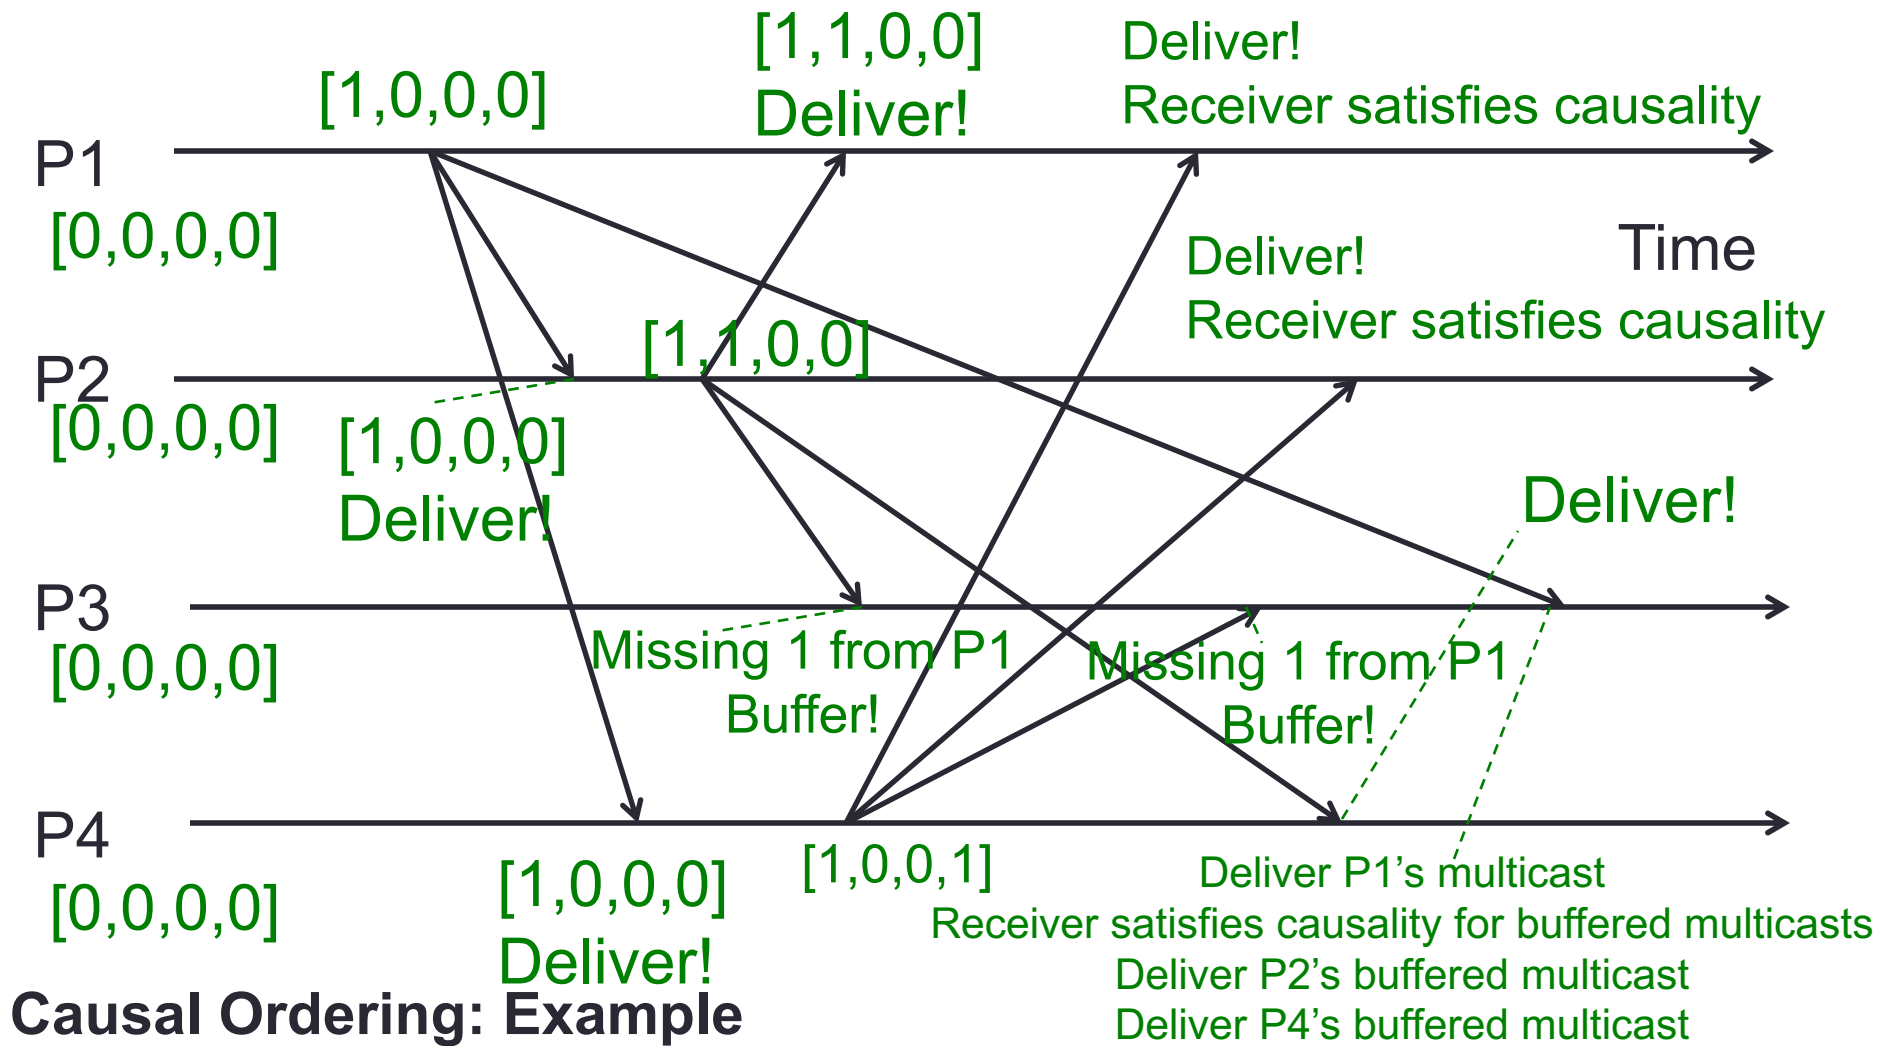 [1,1,0,0]
Deliver!
Deliver!
Receiver satisfies causality
[1,0,0,0]
P1
[0,0,0,0]
Time
Deliver!
Receiver satisfies causality
[1,1,0,0]
P2
[0,0,0,0]
[1,0,0,0]
Deliver!
Deliver!
P3
[0,0,0,0]
Missing 1 from P1
Buffer!
Missing 1 from P1
Buffer!
P4
[0,0,0,0]
[1,0,0,0]
Deliver!
[1,0,0,1]
Deliver P1’s multicast
Receiver satisfies causality for buffered multicasts
Deliver P2’s buffered multicast
Deliver P4’s buffered multicast
Causal Ordering: Example